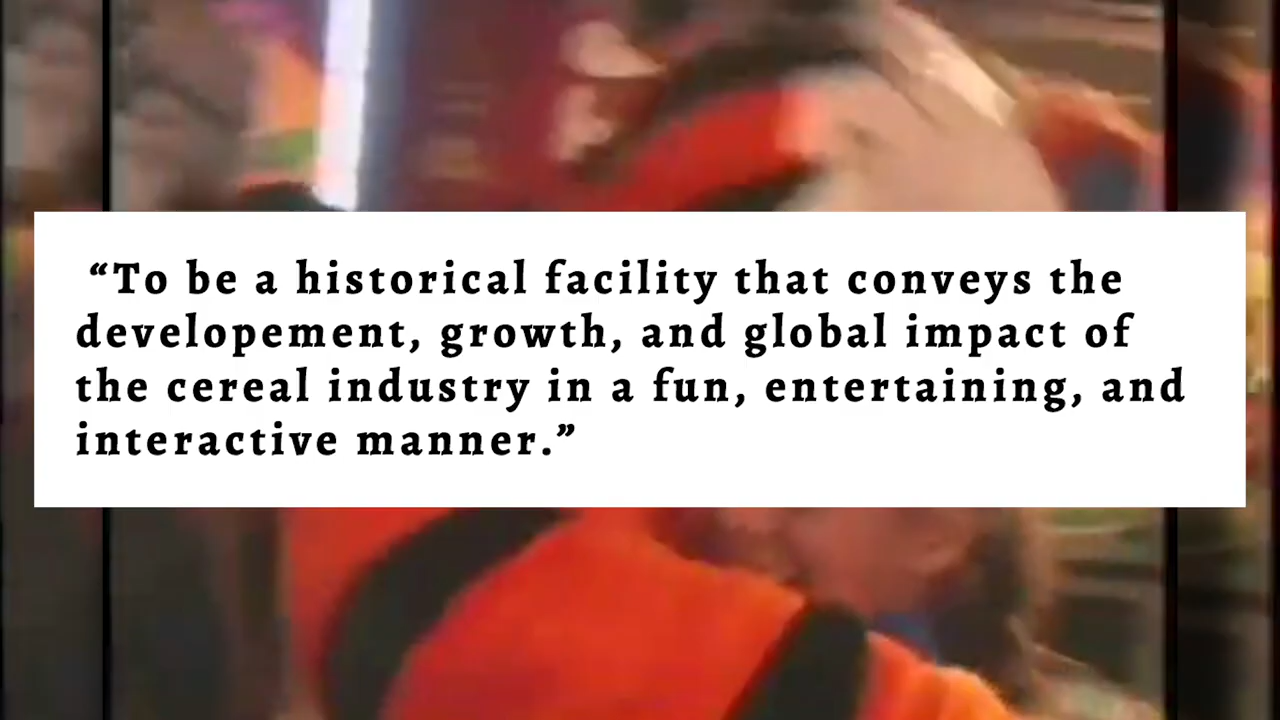 “To be a historical facility that conveys the
developement, growth, and global impact of
the cereal industry in a fun, entertaining, and
interactive manner.”